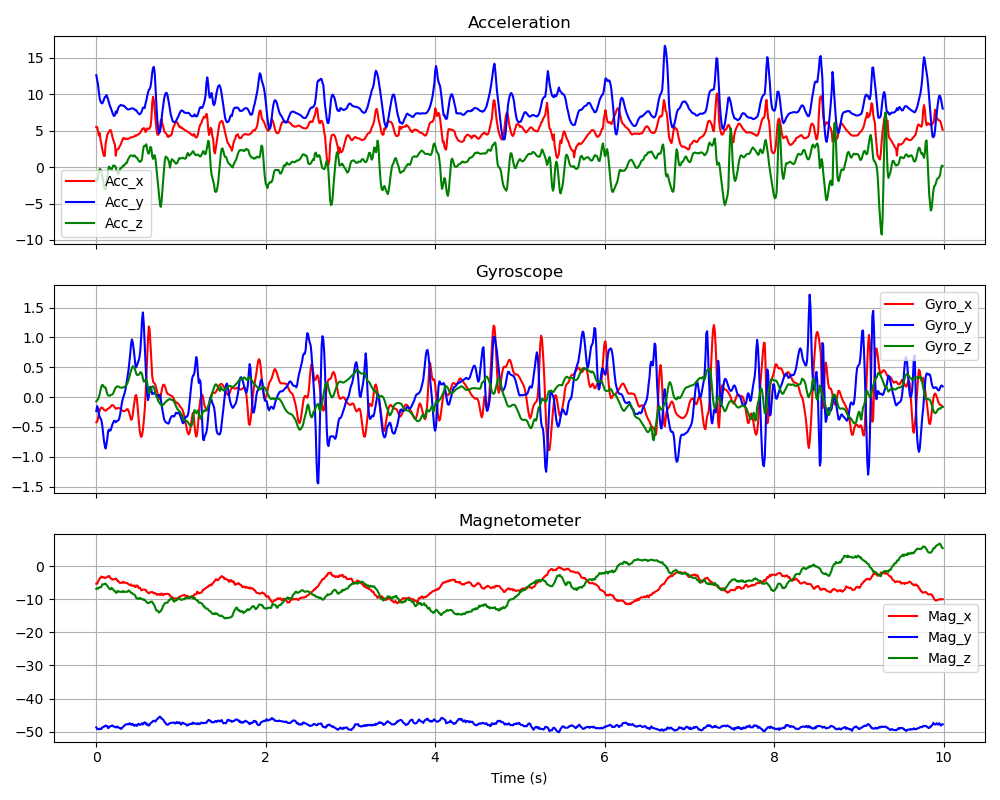 Acceleration
15
10
5
0
−5
−10
Acc_x
Acc_y
Acc_z
Gyroscope
1.5
1.0
0.5
0.0
−0.5
−1.0
−1.5
Gyro_x
Gyro_y
Gyro_z
Magnetometer
0
−10
−20
−30
−40
−50
Mag_x
Mag_y
Mag_z
0 2 4 6 8 10
Time (s)